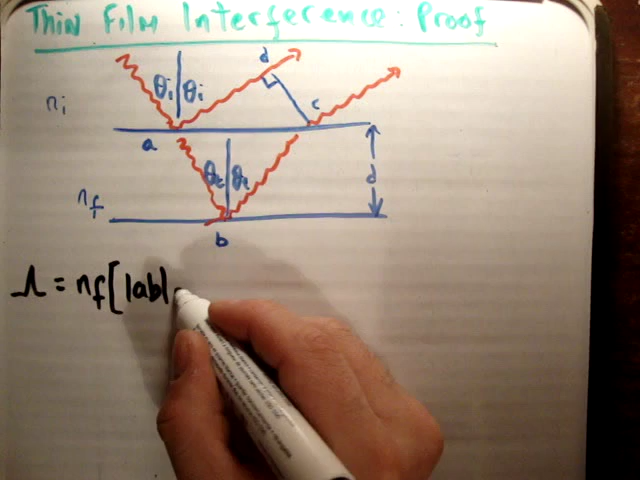 Thin Film Interference: Proof
d
θi θi
ni
c
a
θt θt
d
nf
b
Λ = nf[|ab|